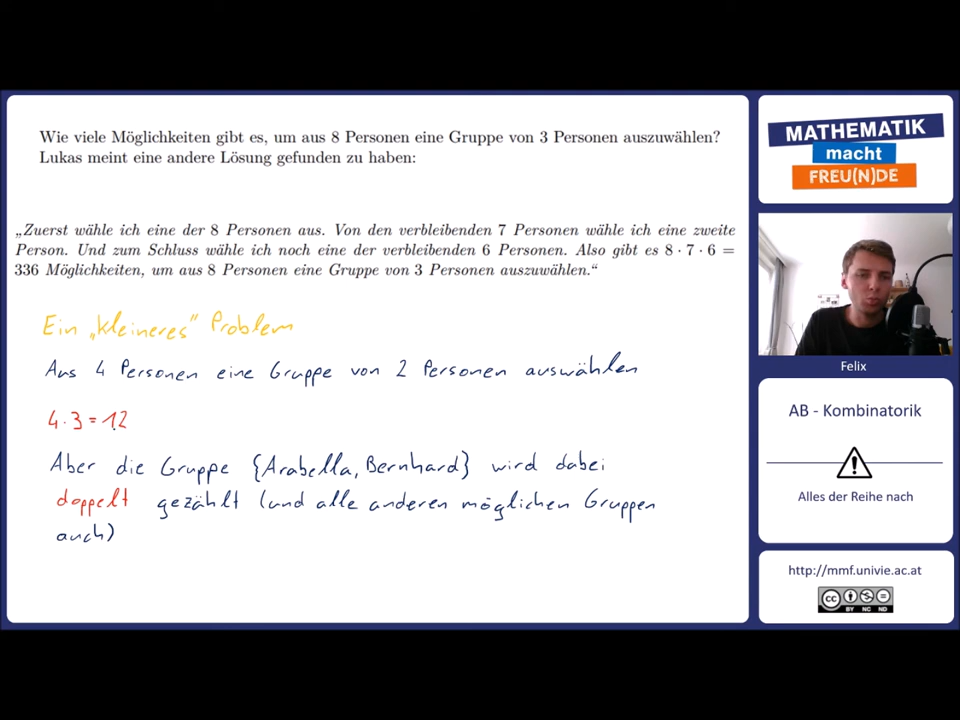 Wie viele Möglichkeiten gibt es, um aus 8 Personen eine Gruppe von 3 Personen auszuwählen?
Lukas meint eine andere Lösung gefunden zu haben:
„Zuerst wähle ich eine der 8 Personen aus. Von den verbleibenden 7 Personen wähle ich eine zweite
Person. Und zum Schluss wähle ich noch eine der verbleibenden 6 Personen. Also gibt es 8 · 7 · 6 =
336 Möglichkeiten, um aus 8 Personen eine Gruppe von 3 Personen auszuwählen.“
Ein „kleineres" Problem
Aus 4 Personen eine Gruppe von 2 Personen auswählen
4·3=12
Aber die Gruppe {Arabella, Bernhard} wird dabei
doppelt gezählt (und alle anderen möglichen Gruppen
auch)
MATHEMATIK
macht
FREU(N)DE
Felix
AB - Kombinatorik
Alles der Reihe nach
http://mmf.univie.ac.at
cc
BY NC ND